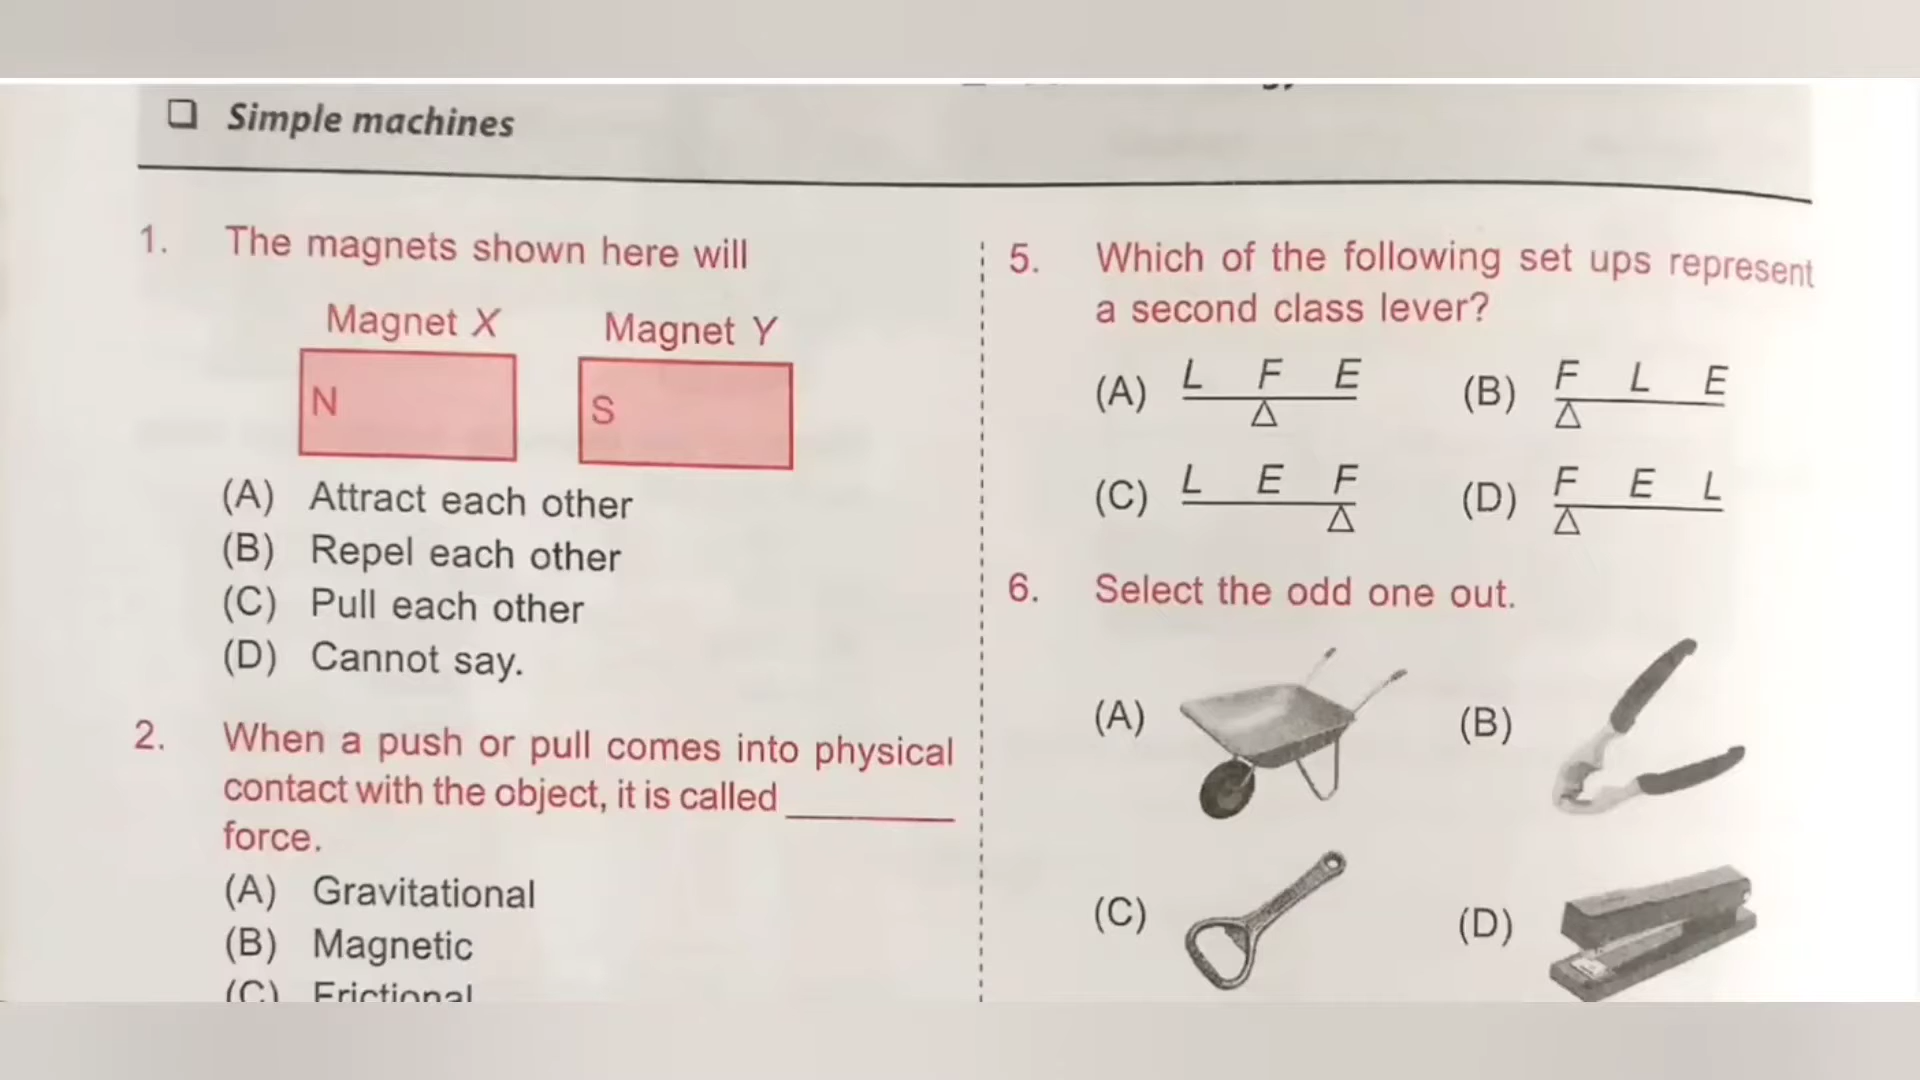 ❑ Simple machines
1. The magnets shown here will
Magnet X Magnet Y
N S
(A) Attract each other
(B) Repel each other
(C) Pull each other
(D) Cannot say.
2. When a push or pull comes into physical
contact with the object, it is called ________
force.
(A) Gravitational
(B) Magnetic
(C) Frictional
5. Which of the following set ups represent
a second class lever?
(A) L F E (B) F L E
(C) L E F (D) F E L
6. Select the odd one out.
(A) (B)
(C) (D)